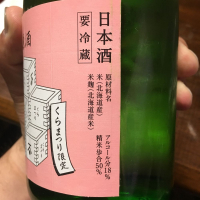 酒
日本酒
要冷蔵
原材料名
米(北海道産)
米麹(北海道産米)
アルコール分18%
精米歩合50%
くらまつり限定